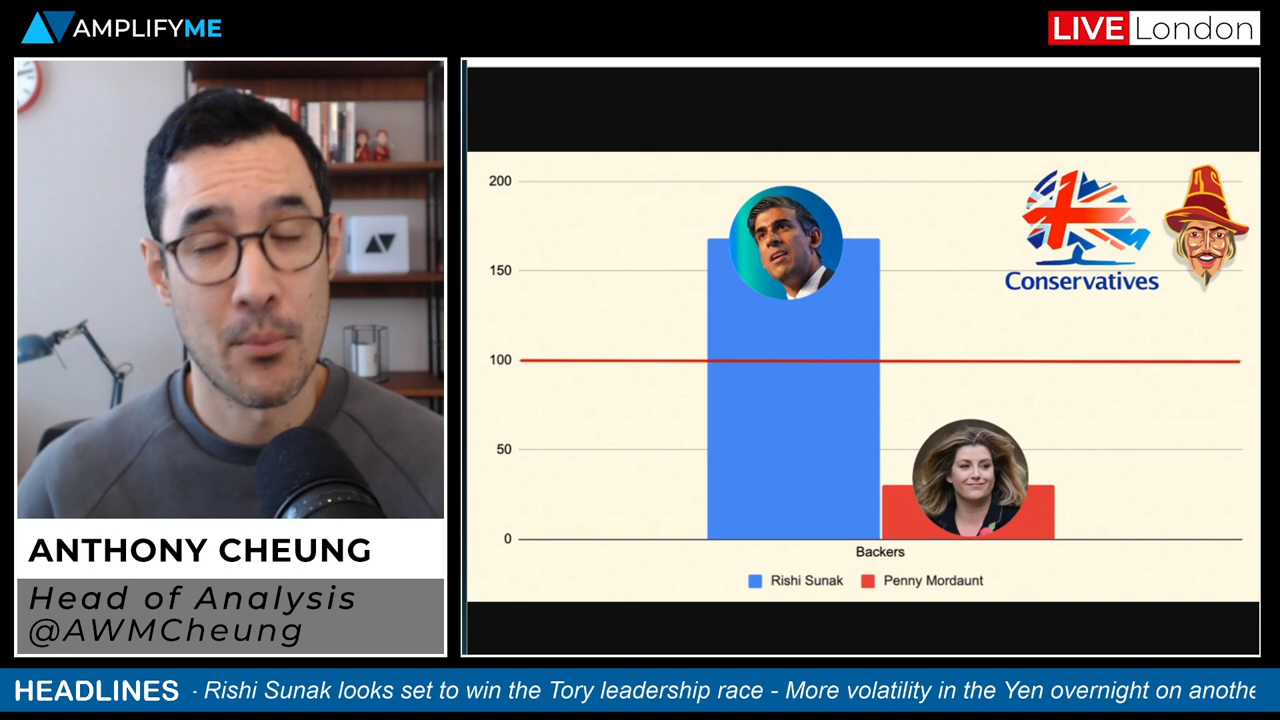 AMPLIFYME
LIVE London
200
150
100
50
0
Conservatives
Backers
Rishi Sunak
Penny Mordaunt
ANTHONY CHEUNG
Head of Analysis
@AWMCheung
HEADLINES · Rishi Sunak looks set to win the Tory leadership race - More volatility in the Yen overnight on